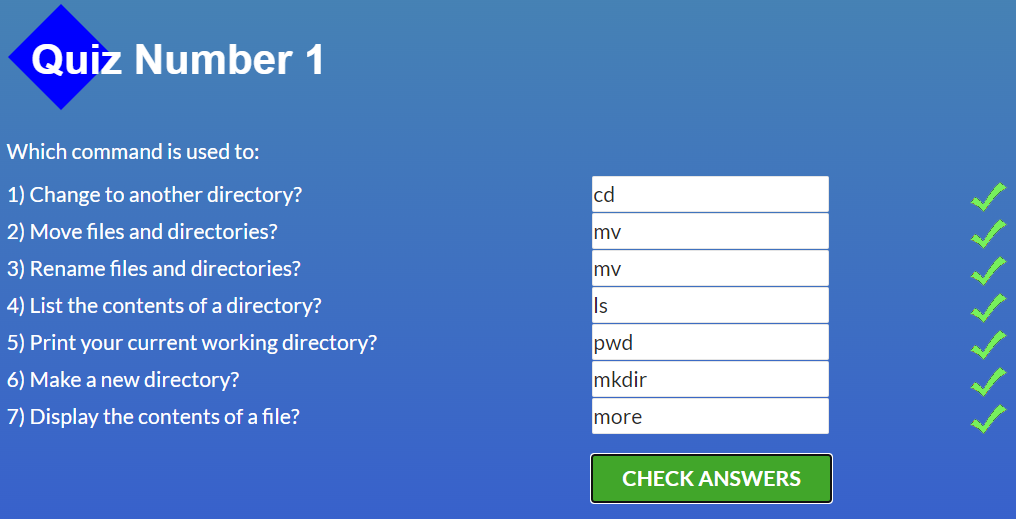 Quiz Number 1
Which command is used to:
1) Change to another directory? cd
2) Move files and directories? mv
3) Rename files and directories? mv
4) List the contents of a directory? ls
5) Print your current working directory? pwd
6) Make a new directory? mkdir
7) Display the contents of a file? more
CHECK ANSWERS